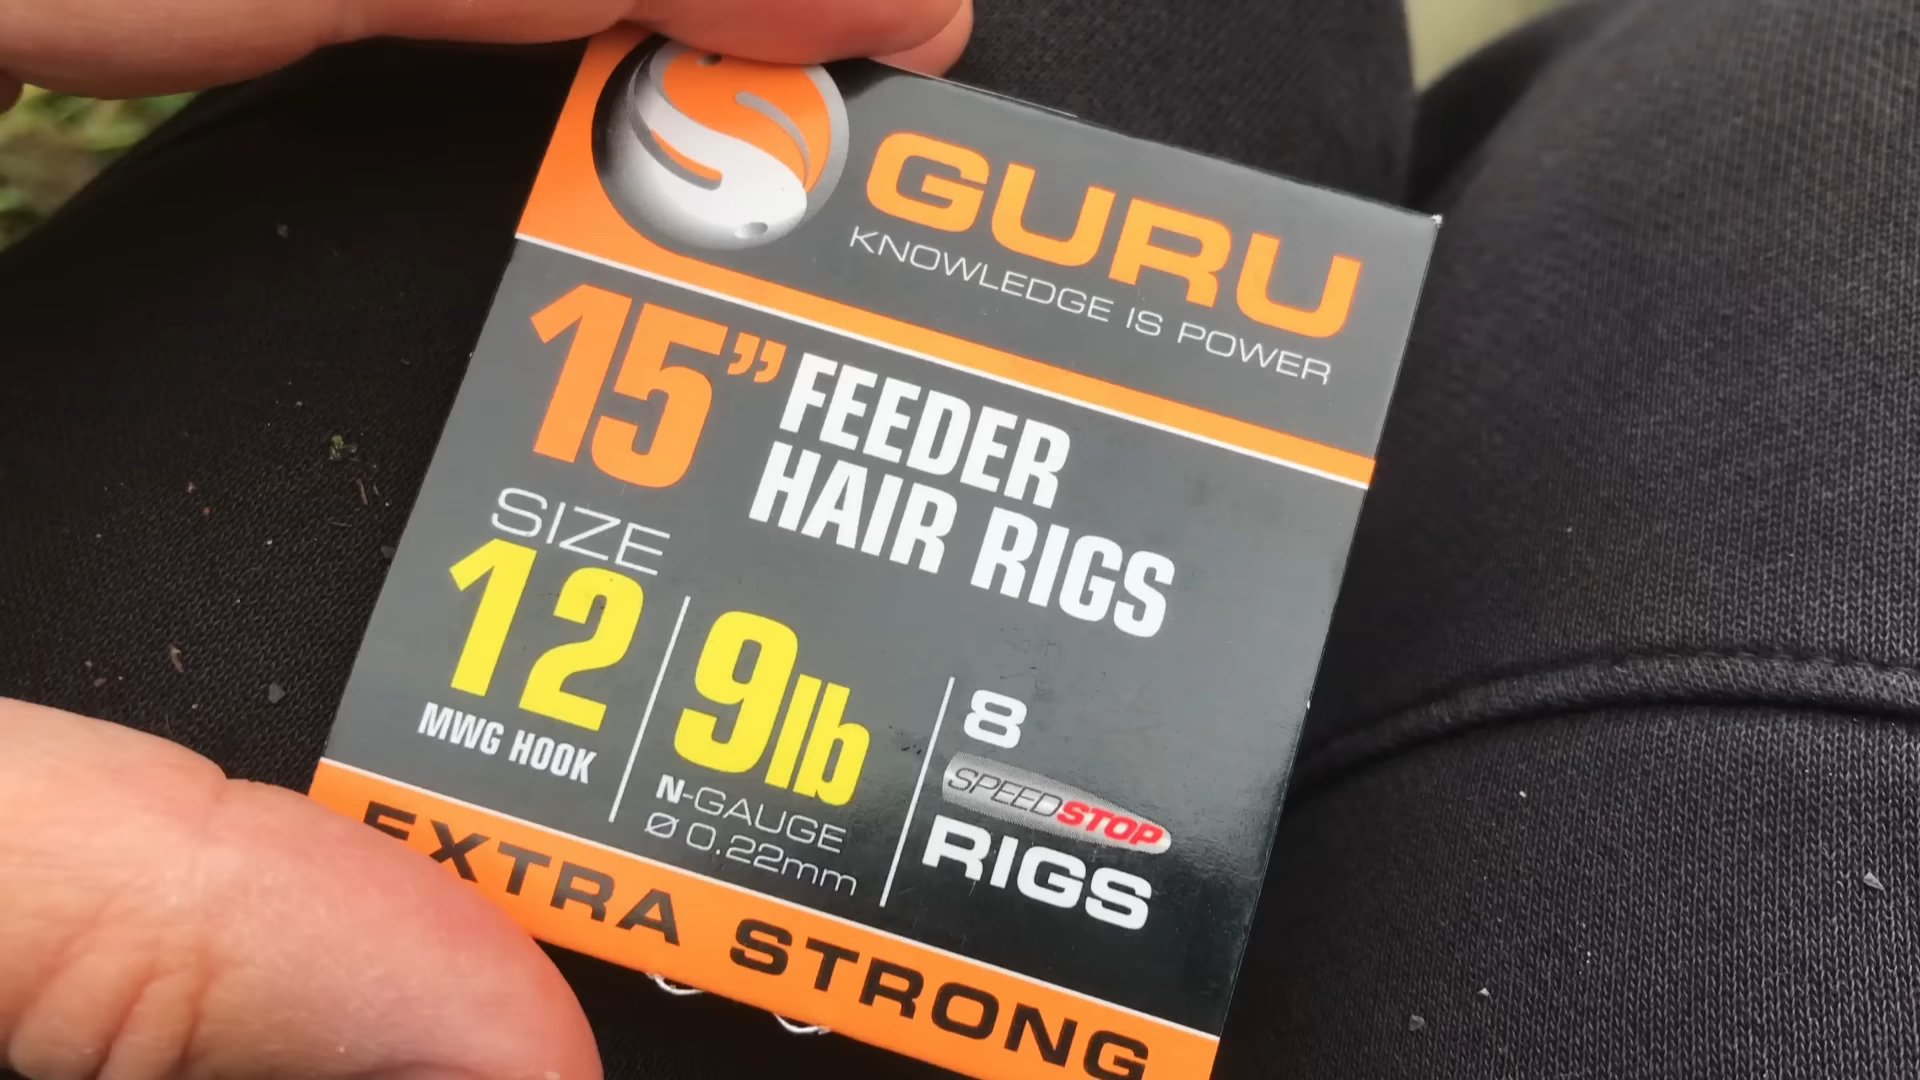 GURU
KNOWLEDGE IS POWER
15” FEEDER
HAIR RIGS
SIZE
12
MWG HOOK
9lb
N-GAUGE
Ø 0.22mm
8
SPEEDSTOP
RIGS
EXTRA STRONG